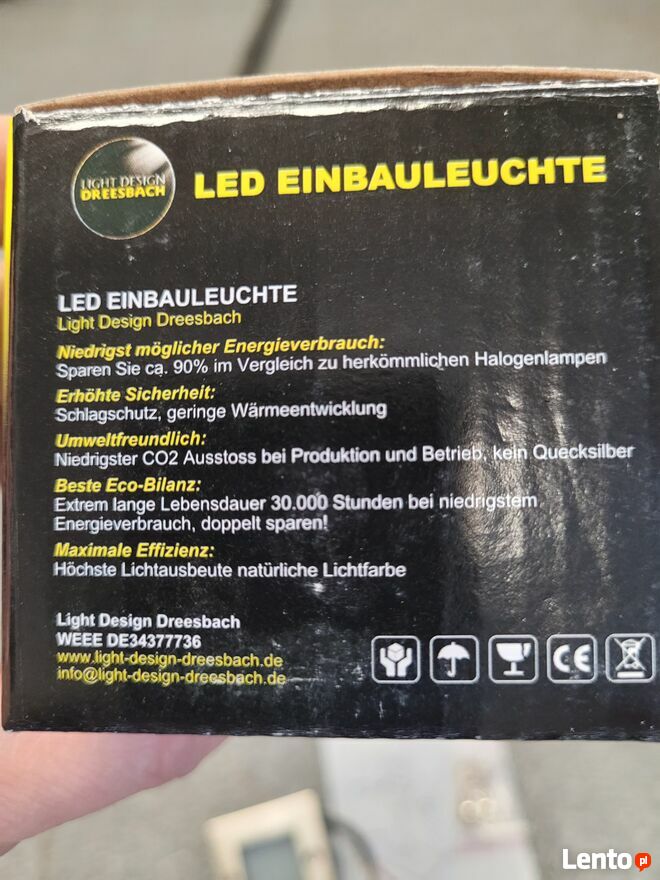 LIGHT DESIGN
DREESBACH
LED EINBAULEUCHTE
LED EINBAULEUCHTE
Light Design Dreesbach
Niedrigst möglicher Energieverbrauch:
Sparen Sie ca. 90% im Vergleich zu herkömmlichen Halogenlampen
Erhöhte Sicherheit:
Schlagschutz, geringe Wärmeentwicklung
Umweltfreundlich:
Niedrigster CO2 Ausstoss bei Produktion und Betrieb, kein Quecksilber
Beste Eco-Bilanz:
Extrem lange Lebensdauer 30.000 Stunden bei niedrigstem
Energieverbrauch, doppelt sparen!
Maximale Effizienz:
Höchste Lichtausbeute natürliche Lichtfarbe
Light Design Dreesbach
WEEE DE34377736
www.light-design-dreesbach.de
info@light-design-dreesbach.de
CE
Lento.pl